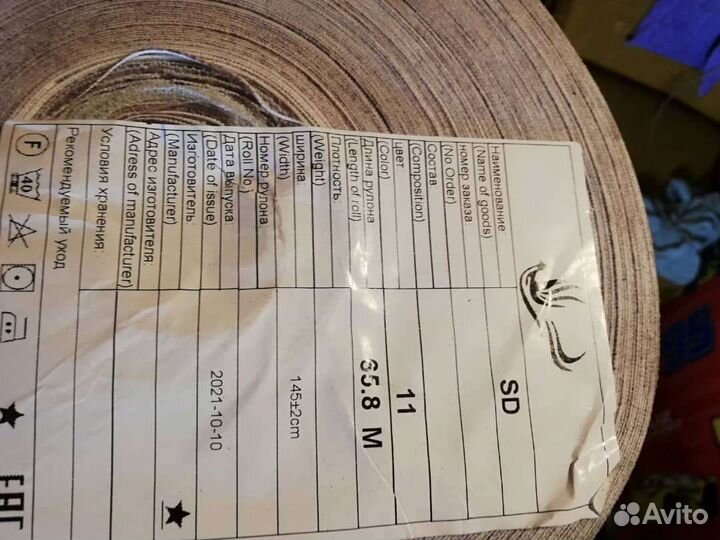 Наименование
(Name of goods)
SD
номер заказа:
(No Order)
Состав
(Composition)
цвет
(Color)
11
Длина рулона
(Length of roll)
65.8 M
Плотность:
(Weight)
ширина:
(Width)
145±2cm
Номер рулона:
(Roll No.)
Дата выпуска:
(Date of issue)
2021-10-10
Изготовитель:
(Manufacturer)
Адрес изготовителя:
(Adress of manufacturer)
Условия хранения:
Рекомендуемый уход
F
40
EAC
Avito